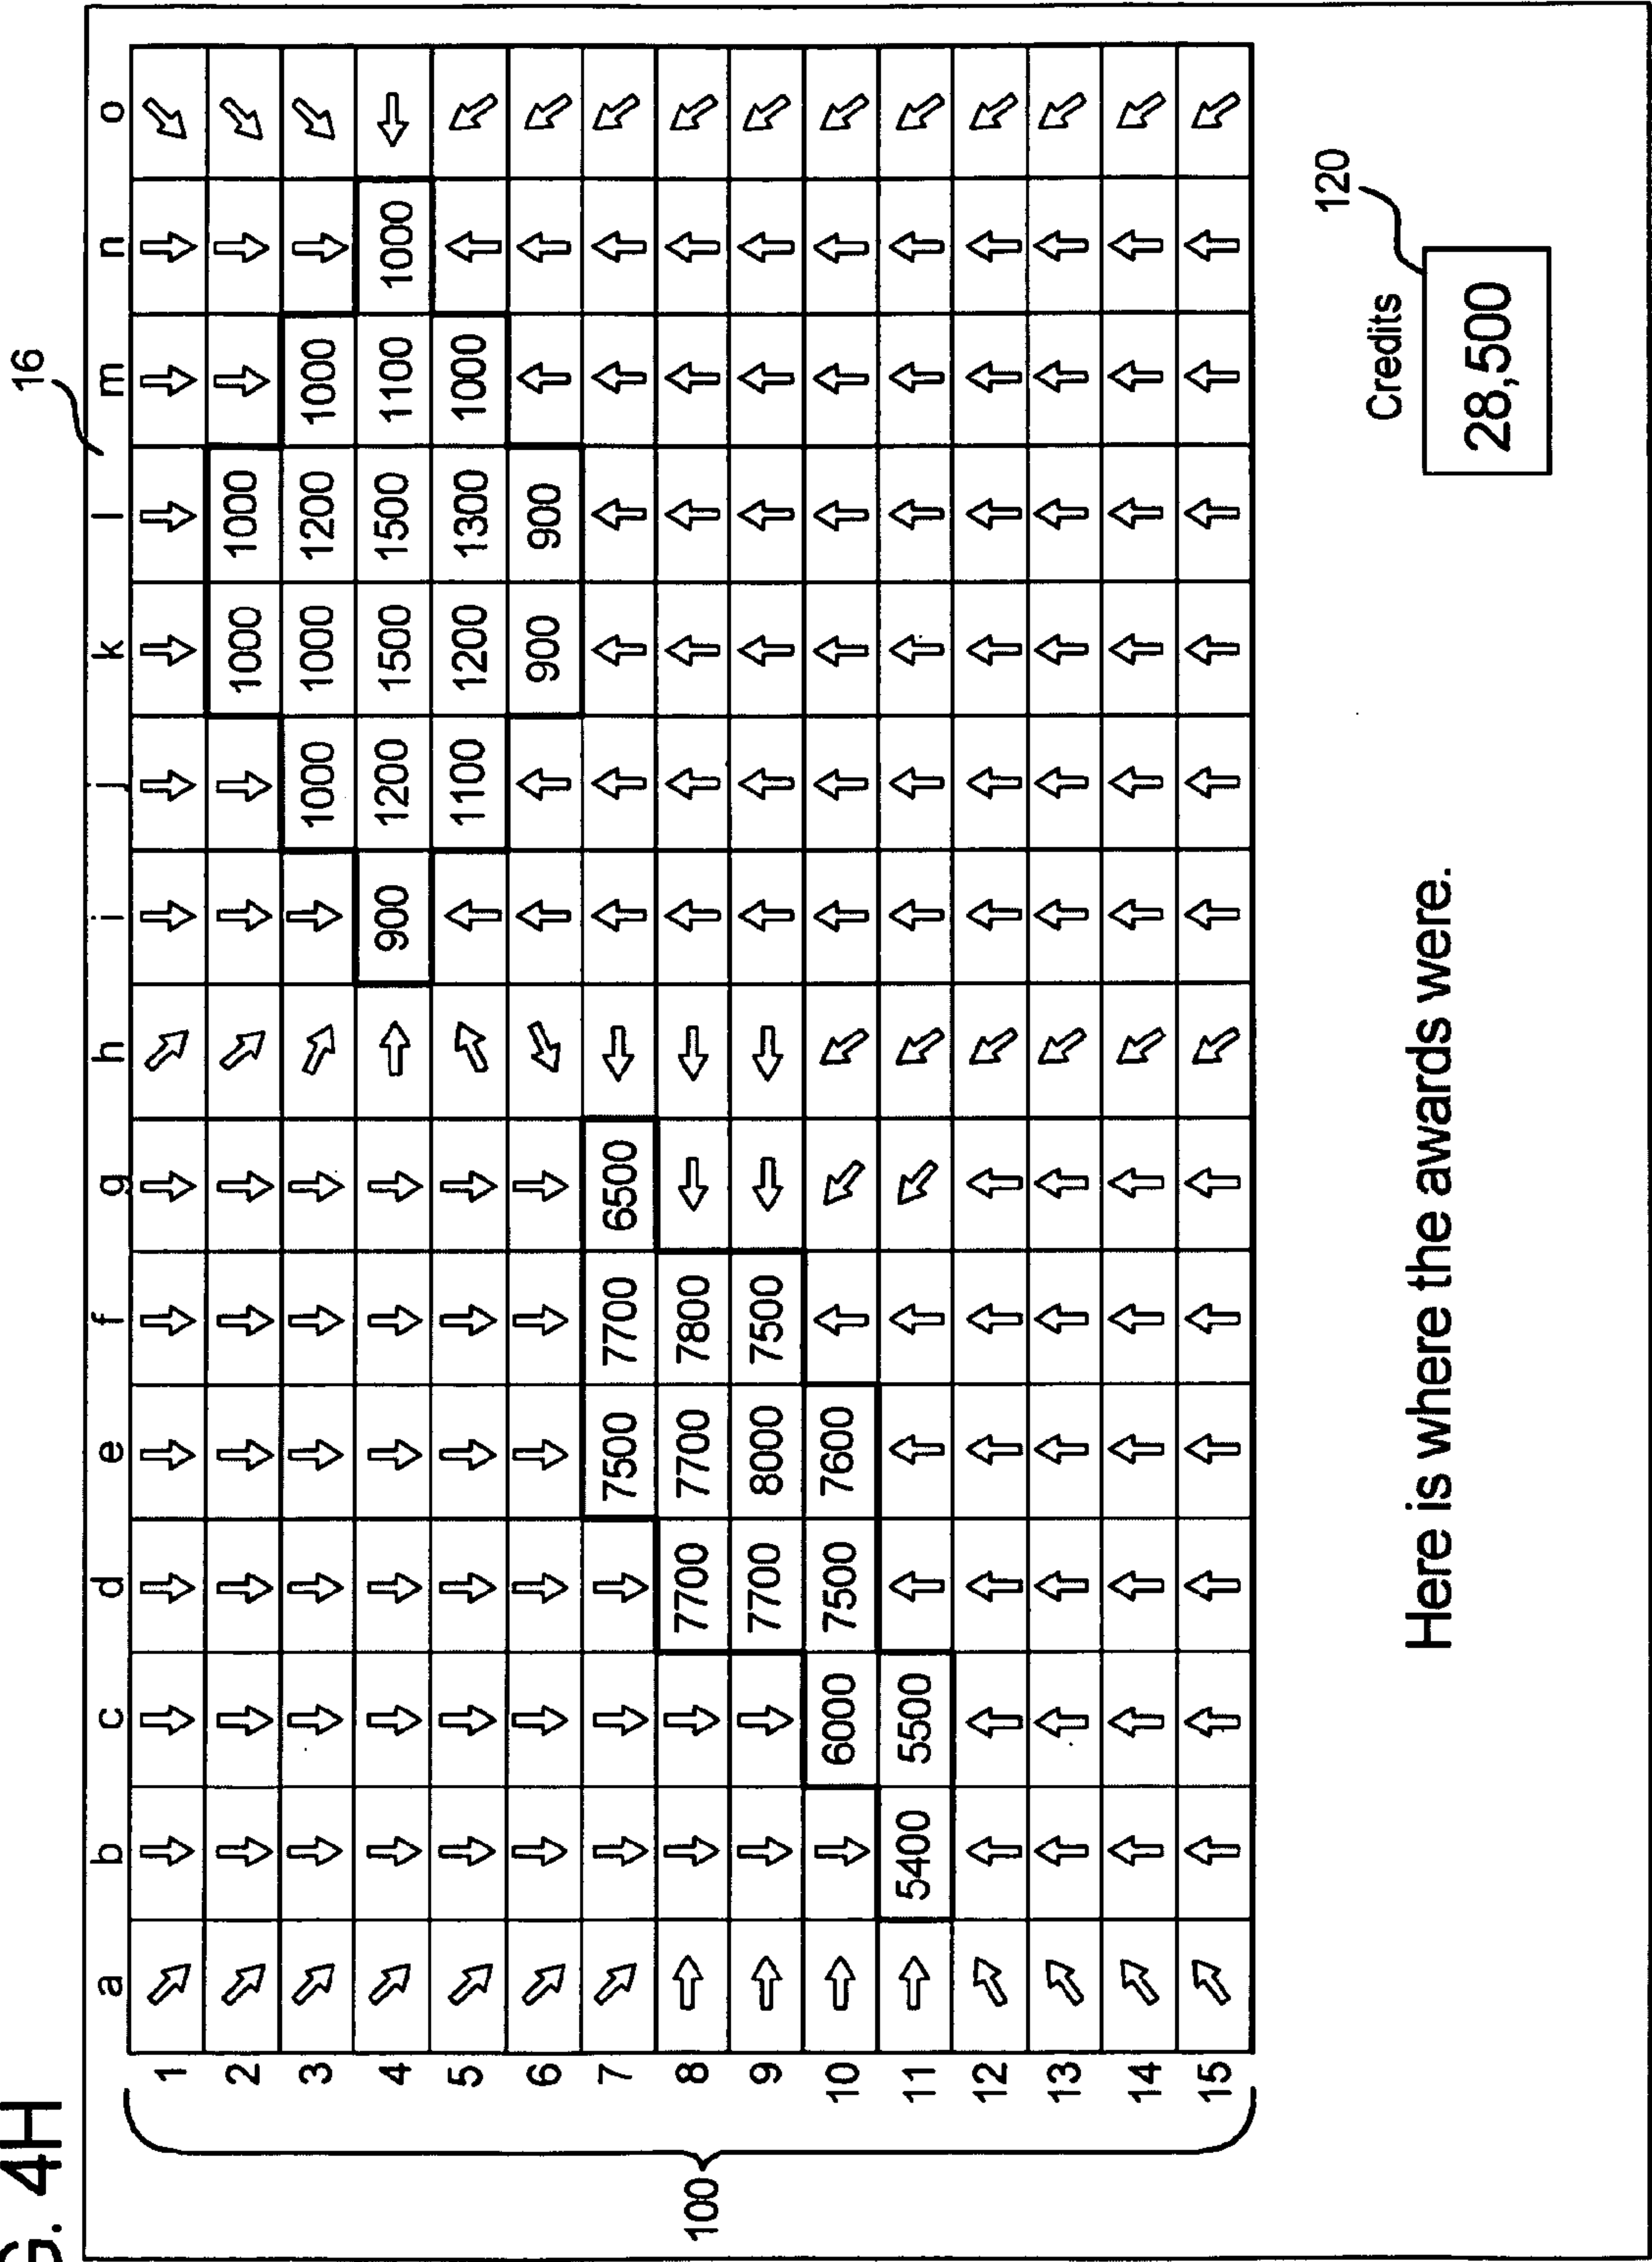 G. 4H
16
a b c d e f g h i j k l m n o
1
2 1000 1000
3 1000 1000 1200 1000
4 900 1200 1500 1500 1100 1000
5 1100 1200 1300 1000
6 900 900
7 7500 7700 6500
100
8 7700 7700 7800
9 7700 8000 7500
10 6000 7500 7600
11 5400 5500
12
13
14
15
120
Credits
28,500
Here is where the awards were.